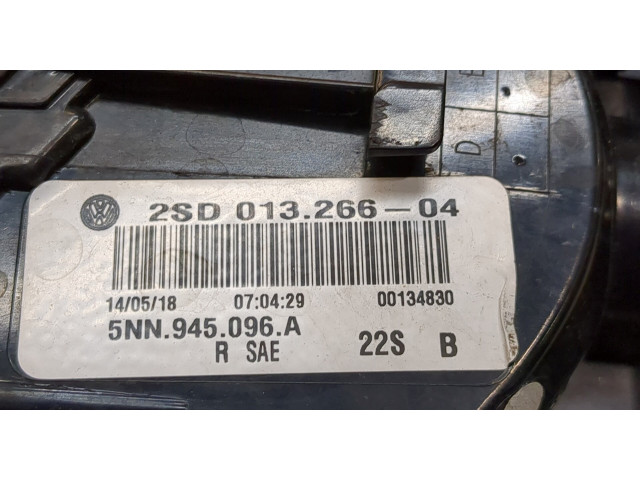 2SD 013.266-04
14/05/18 07:04:29 00134830
5NN.945.096.A
R SAE 22S B
D E